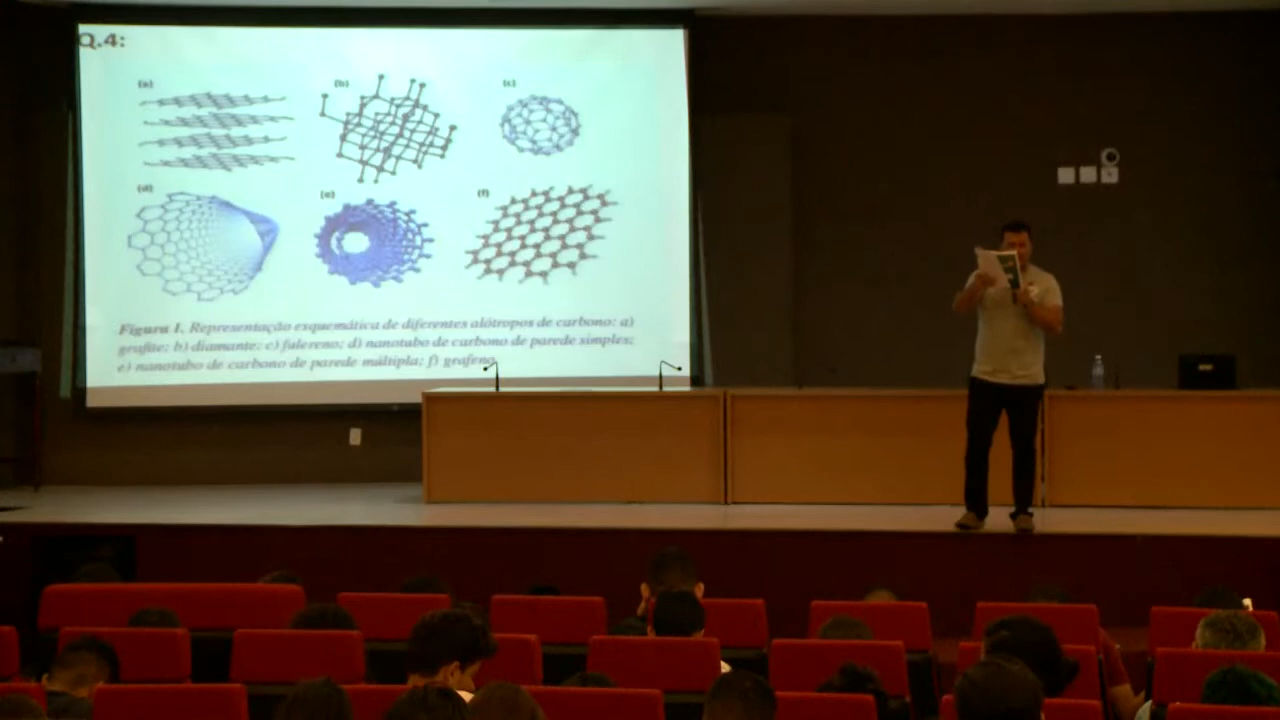 Q.4:
(a) (b) (c)
(d) (e) (f)
Figura 1. Representação esquemática de diferentes alótropos de carbono: a)
grafite; b) diamante; c) fulereno; d) nanotubo de carbono de parede simples;
e) nanotubo de carbono de parede múltipla; f) grafeno